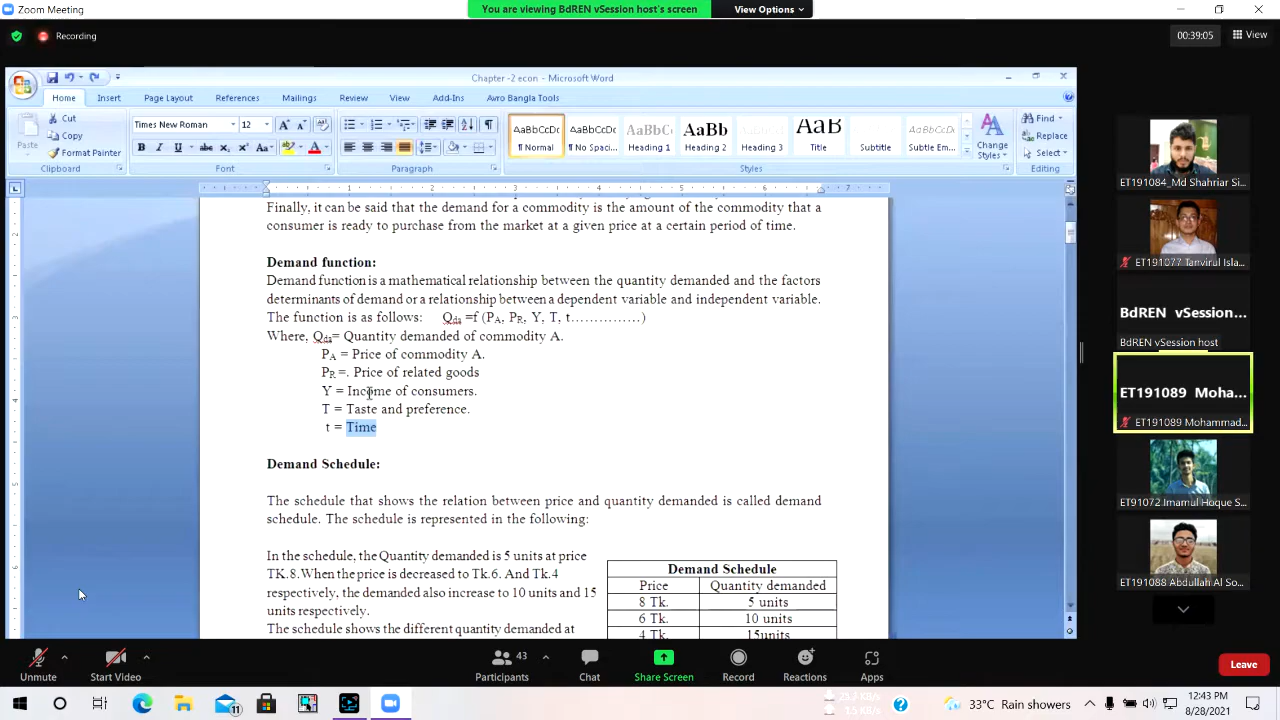 Zoom Meeting
You are viewing BdREN vSession host's screen
View Options
Recording
00:39:05
View
Chapter -2 econ - Microsoft Word
Home
Insert
Page Layout
References
Mailings
Review
View
Add-Ins
Avro Bangla Tools
Paste
Cut
Copy
Format Painter
Times New Roman
12
AaBbCcDc
¶ Normal
AaBbCcDc
¶ No Spaci...
AaBbC
Heading 1
AaBb
Heading 2
AaBbCc
Heading 3
AaB
Title
AaBbCcL
Subtitle
AaBbCcDc
Subtle Em...
Change
Styles
Find
Replace
Select
Clipboard
Font
Paragraph
Styles
Editing
Finally, it can be said that the demand for a commodity is the amount of the commodity that a
consumer is ready to purchase from the market at a given price at a certain period of time.
Demand function:
Demand function is a mathematical relationship between the quantity demanded and the factors
determinants of demand or a relationship between a dependent variable and independent variable.
The function is as follows: Qda =f (PA, PR, Y, T, t……………)
Where, Qda= Quantity demanded of commodity A.
PA = Price of commodity A.
PR =. Price of related goods
Y = Income of consumers.
T = Taste and preference.
t = Time
Demand Schedule:
The schedule that shows the relation between price and quantity demanded is called demand
schedule. The schedule is represented in the following:
In the schedule, the Quantity demanded is 5 units at price
TK.8.When the price is decreased to Tk.6. And Tk.4
respectively, the demanded also increase to 10 units and 15
units respectively.
The schedule shows the different quantity demanded at
Demand Schedule
Price Quantity demanded
8 Tk. 5 units
6 Tk. 10 units
4 Tk. 15units
ET191084_Md Shahriar Si...
ET191077 Tanvirul Isla...
BdREN vSession...
BdREN vSession host
ET191089 Moha...
ET191089 Mohammad...
ET91072 Imamul Hoque S...
ET191088 Abdullah Al So...
Unmute
Start Video
43
Participants
Chat
Share Screen
Record
Reactions
Apps
Leave
11
33°C Rain showers
12:43 PM
8/28/2021